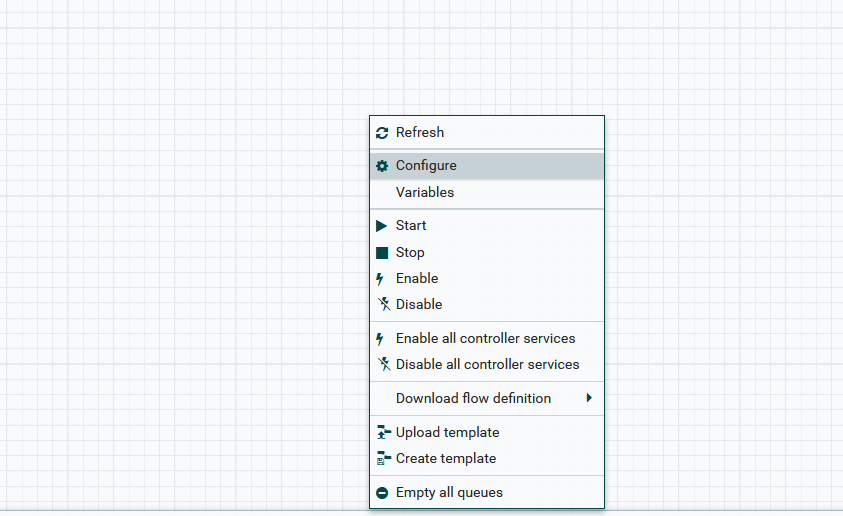 Refresh
Configure
Variables
Start
Stop
Enable
Disable
Enable all controller services
Disable all controller services
Download flow definition
Upload template
Create template
Empty all queues